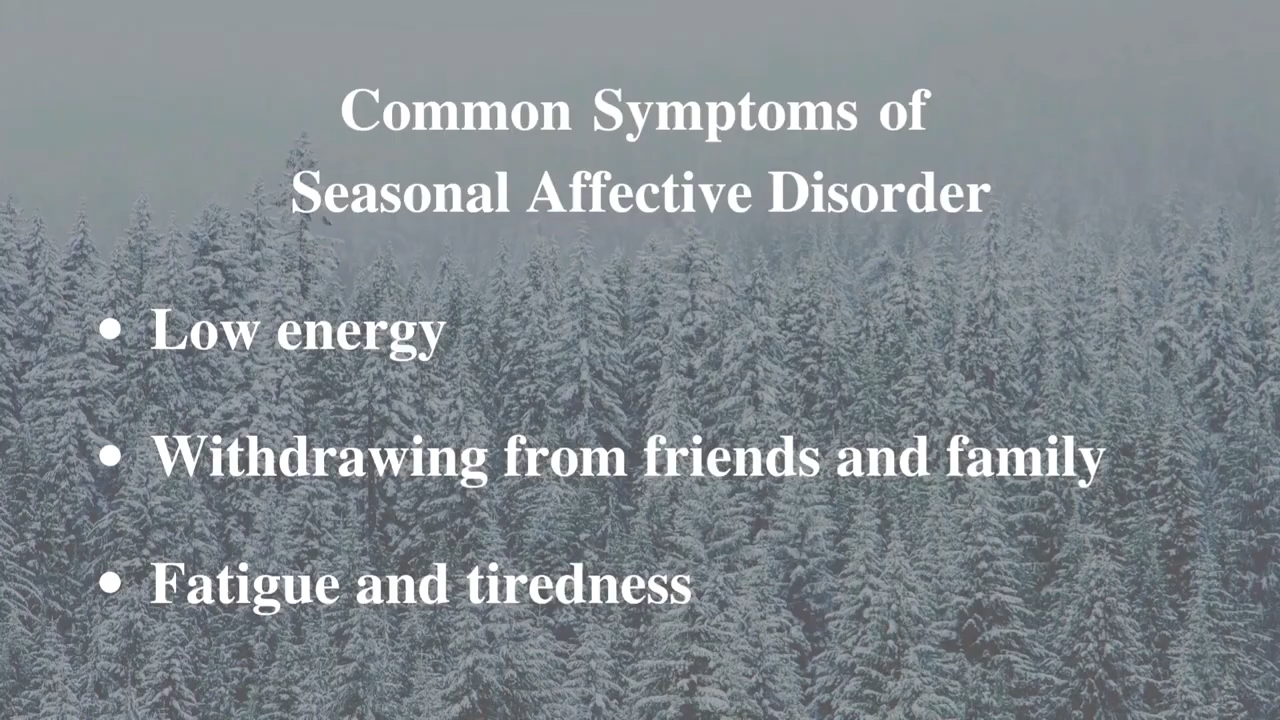 Common Symptoms of
Seasonal Affective Disorder
• Low energy
• Withdrawing from friends and family
• Fatigue and tiredness